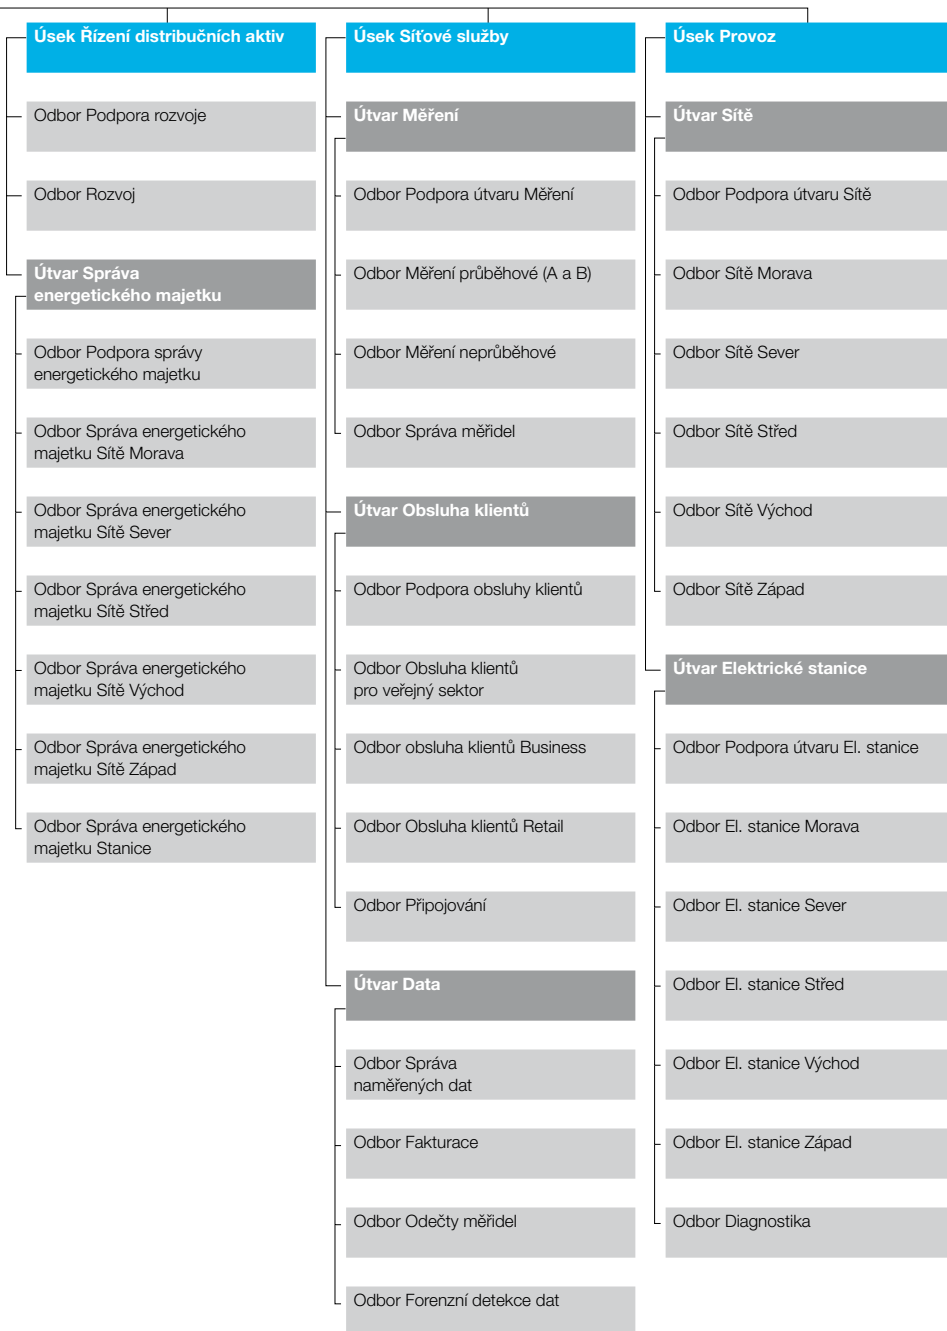 Úsek Řízení distribučních aktiv
Odbor Podpora rozvoje
Odbor Rozvoj
Útvar Správa
energetického majetku
Odbor Podpora správy
energetického majetku
Odbor Správa energetického
majetku Sítě Morava
Odbor Správa energetického
majetku Sítě Sever
Odbor Správa energetického
majetku Sítě Střed
Odbor Správa energetického
majetku Sítě Východ
Odbor Správa energetického
majetku Sítě Západ
Odbor Správa energetického
majetku Stanice
Úsek Síťové služby
Útvar Měření
Odbor Podpora útvaru Měření
Odbor Měření průběhové (A a B)
Odbor Měření neprůběhové
Odbor Správa měřidel
Útvar Obsluha klientů
Odbor Podpora obsluhy klientů
Odbor Obsluha klientů
pro veřejný sektor
Odbor obsluha klientů Business
Odbor Obsluha klientů Retail
Odbor Připojování
Útvar Data
Odbor Správa
naměřených dat
Odbor Fakturace
Odbor Odečty měřidel
Odbor Forenzní detekce dat
Úsek Provoz
Útvar Sítě
Odbor Podpora útvaru Sítě
Odbor Sítě Morava
Odbor Sítě Sever
Odbor Sítě Střed
Odbor Sítě Východ
Odbor Sítě Západ
Útvar Elektrické stanice
Odbor Podpora útvaru El. stanice
Odbor El. stanice Morava
Odbor El. stanice Sever
Odbor El. stanice Střed
Odbor El. stanice Východ
Odbor El. stanice Západ
Odbor Diagnostika